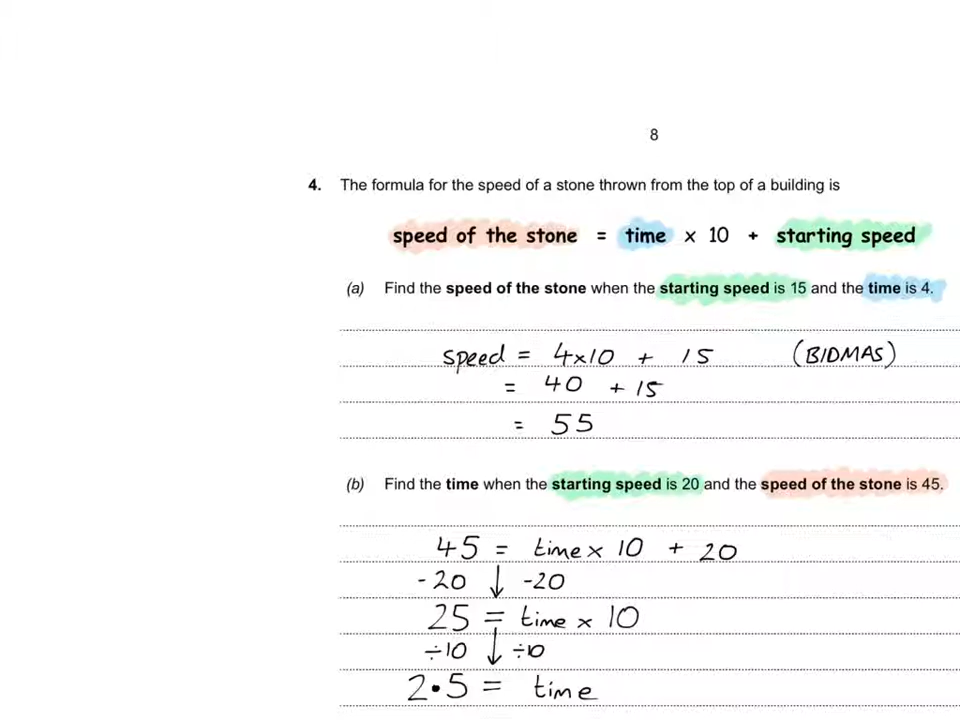 8
4. The formula for the speed of a stone thrown from the top of a building is
speed of the stone = time x 10 + starting speed
(a) Find the speed of the stone when the starting speed is 15 and the time is 4.
speed = 4x10 + 15 (BIDMAS)
= 40 + 15
= 55
(b) Find the time when the starting speed is 20 and the speed of the stone is 45.
45 = time x 10 + 20
-20 ↓ -20
25 = time x 10
÷10 ↓ ÷10
2·5 = time